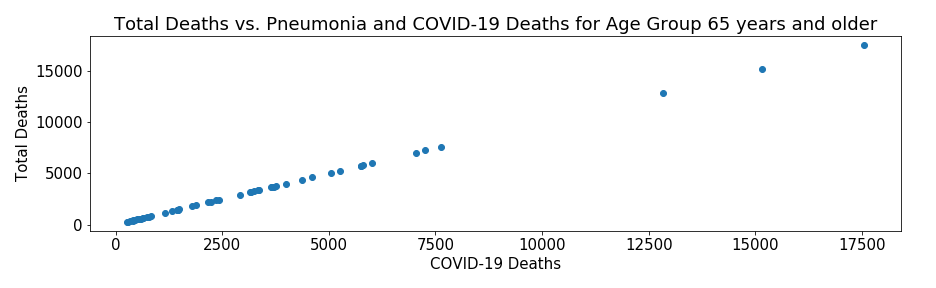 Total Deaths vs. Pneumonia and COVID-19 Deaths for Age Group 65 years and older
15000
10000
5000
0
Total Deaths
0 2500 5000 7500 10000 12500 15000 17500
COVID-19 Deaths